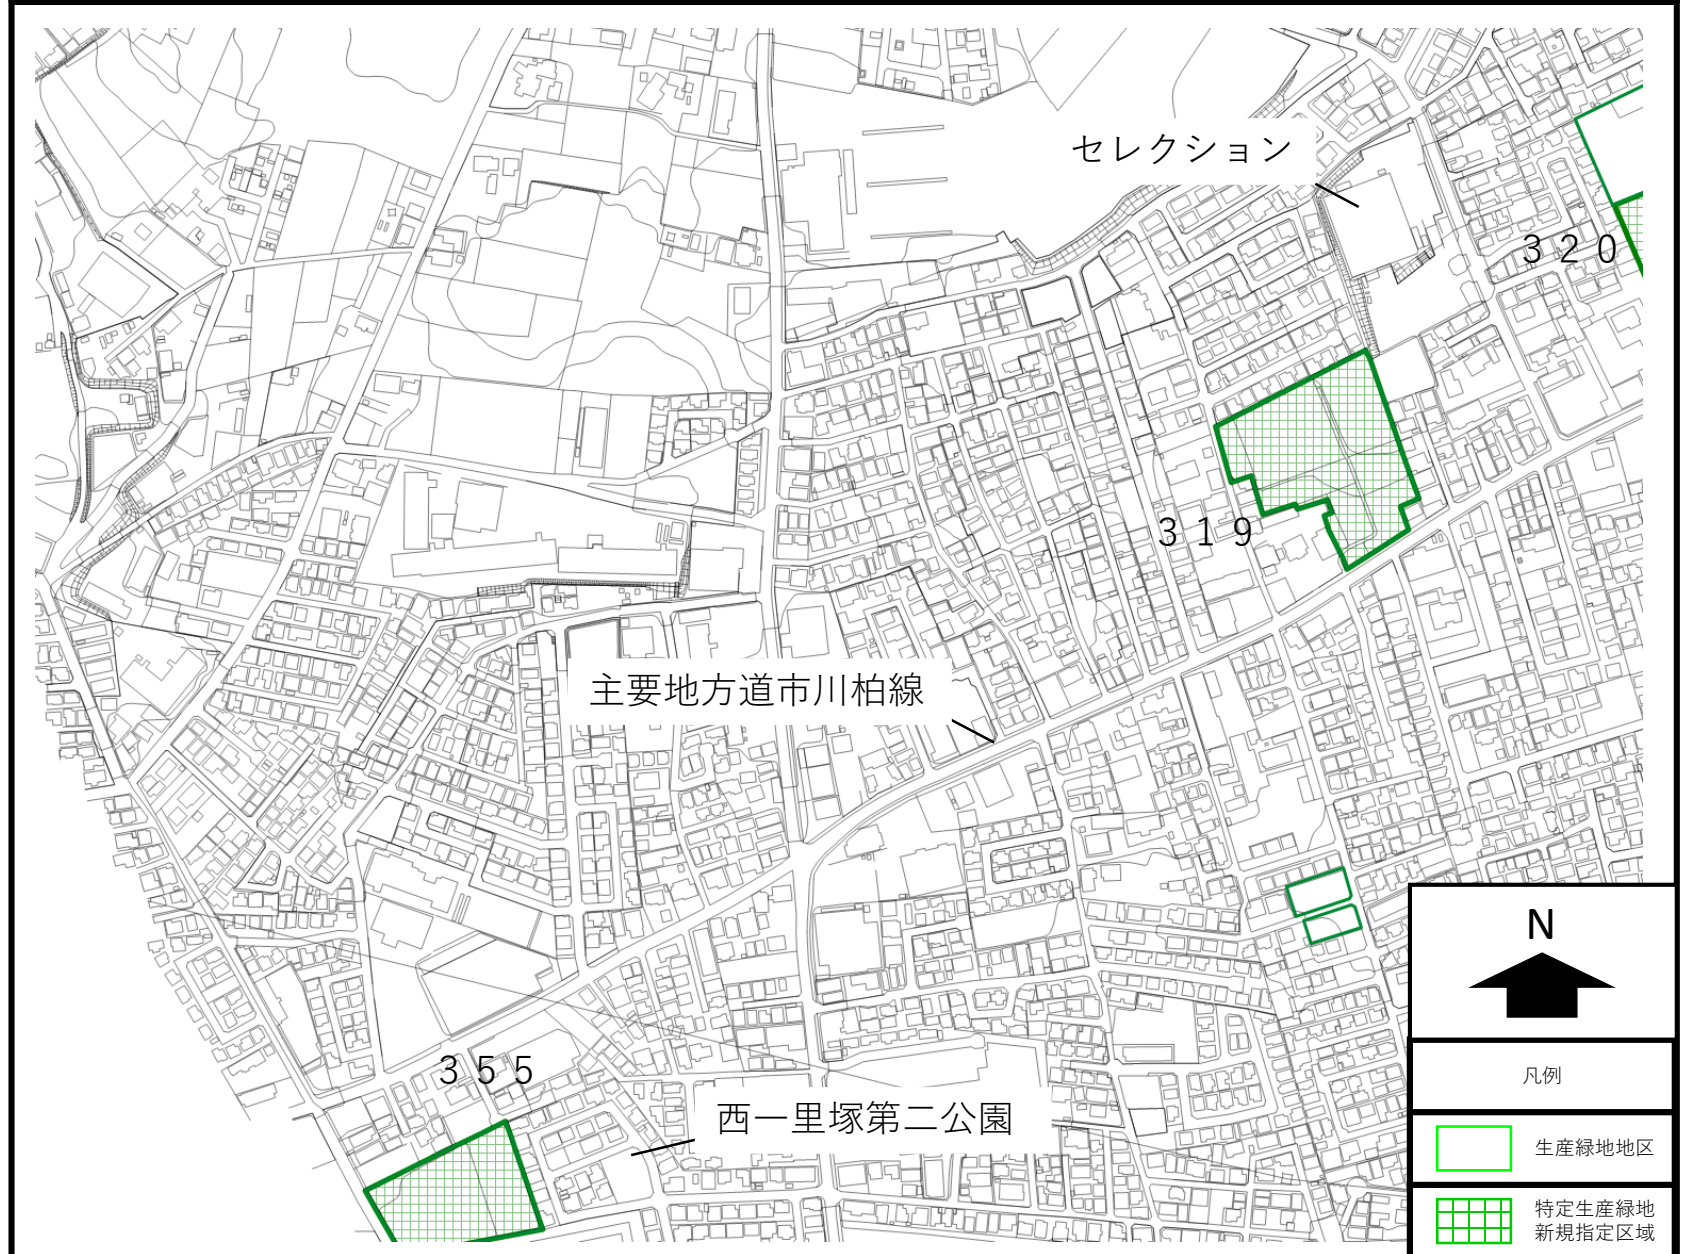 セレクション
320
319
主要地方道市川柏線
355
西一里塚第二公園
N
凡例
生産緑地地区
特定生産緑地
新規指定区域